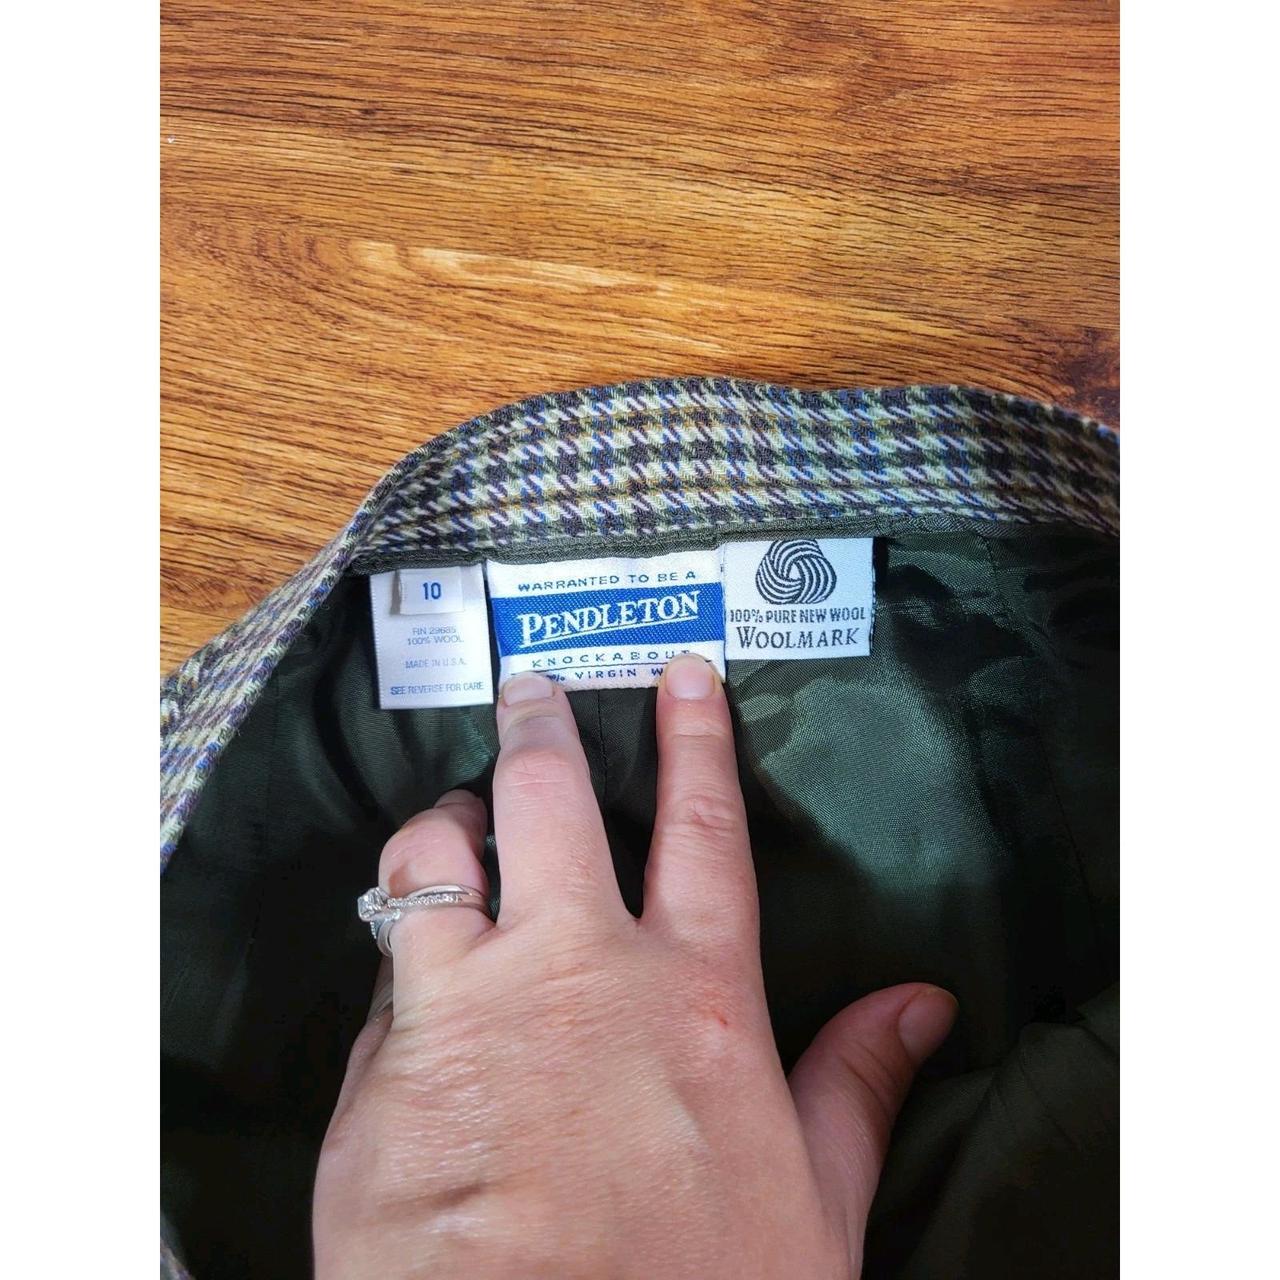 10
RN 29685
100% WOOL
MADE IN U.S.A.
SEE REVERSE FOR CARE
WARRANTED TO BE A
PENDLETON
KNOCKABOUT
% VIRGIN W
100% PURE NEW WOOL
WOOLMARK